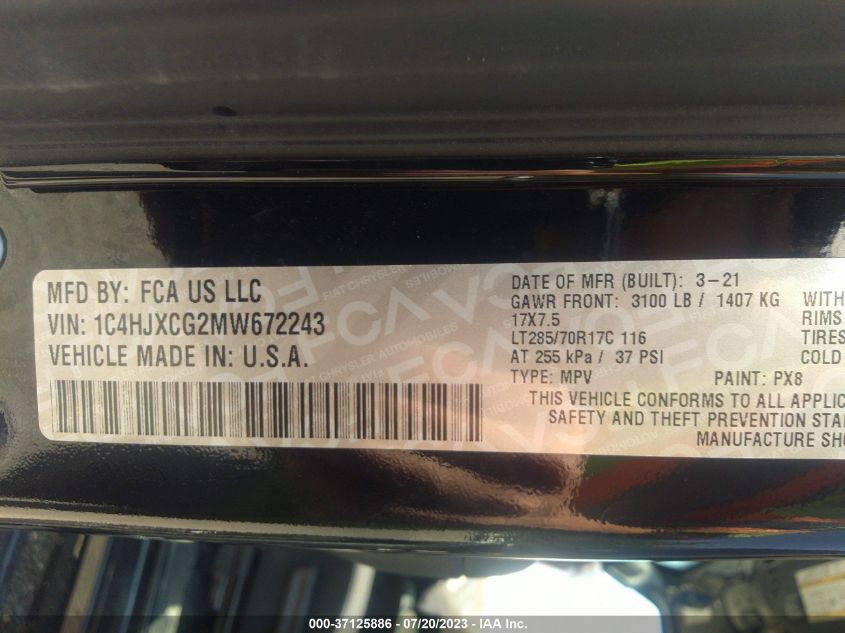 MFD BY: FCA US LLC
VIN: 1C4HJXCG2MW672243
VEHICLE MADE IN: U.S.A.
DATE OF MFR (BUILT): 3-21
GAWR FRONT: 3100 LB / 1407 KG WITH
17X7.5 RIMS
LT285/70R17C 116 TIRES
AT 255 kPa / 37 PSI COLD
TYPE: MPV PAINT: PX8
THIS VEHICLE CONFORMS TO ALL APPLIC
SAFETY AND THEFT PREVENTION STA
MANUFACTURE SHO
000-37125886 / 07/20/2023 / IAA Inc.